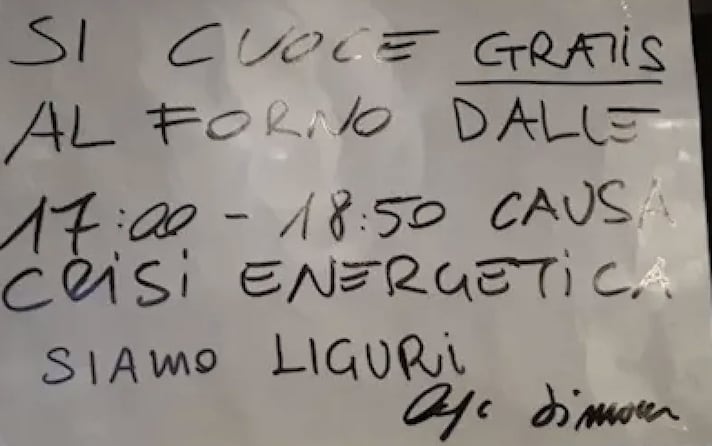 SI CUOCE GRATIS
AL FORNO DALLE
17:00 - 18:50 CAUSA
CRISI ENERGETICA
SIAMO LIGURI